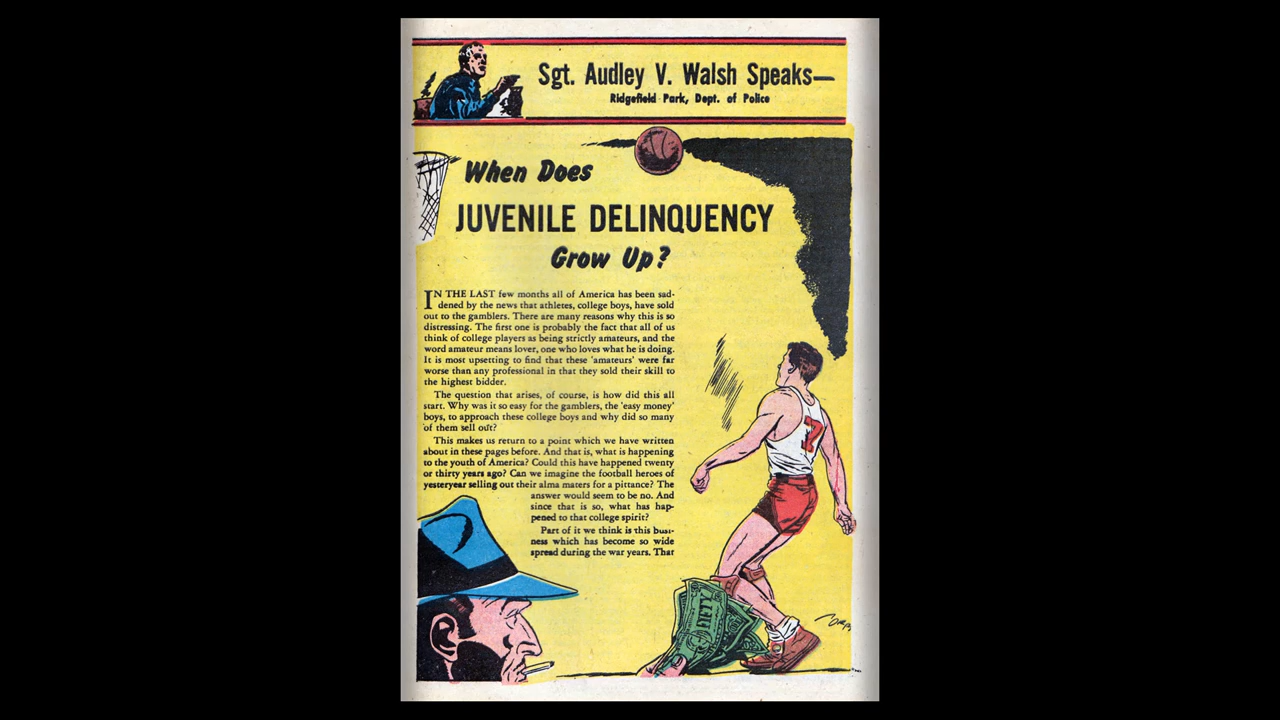 Sgt. Audley V. Walsh Speaks—
Ridgefield Park, Dept. of Police
When Does
JUVENILE DELINQUENCY
Grow Up?
IN THE LAST few months all of America has been sad-
dened by the news that athletes, college boys, have sold
out to the gamblers. There are many reasons why this is so
distressing. The first one is probably the fact that all of us
think of college players as being strictly amateurs, and the
word amateur means lover, one who loves what he is doing.
It is most upsetting to find that these 'amateurs' were far
worse than any professional in that they sold their skill to
the highest bidder.
The question that arises, of course, is how did this all
start. Why was it so easy for the gamblers, the 'easy money'
boys, to approach these college boys and why did so many
of them sell out?
This makes us return to a point which we have written
about in these pages before. And that is, what is happening
to the youth of America? Could this have happened twenty
or thirty years ago? Can we imagine the football heroes of
yesteryear selling out their alma maters for a pittance? The
answer would seem to be no. And
since that is so, what has hap-
pened to that college spirit?
Part of it we think is this busi-
ness which has become so wide
spread during the war years. That
7
FIFTY